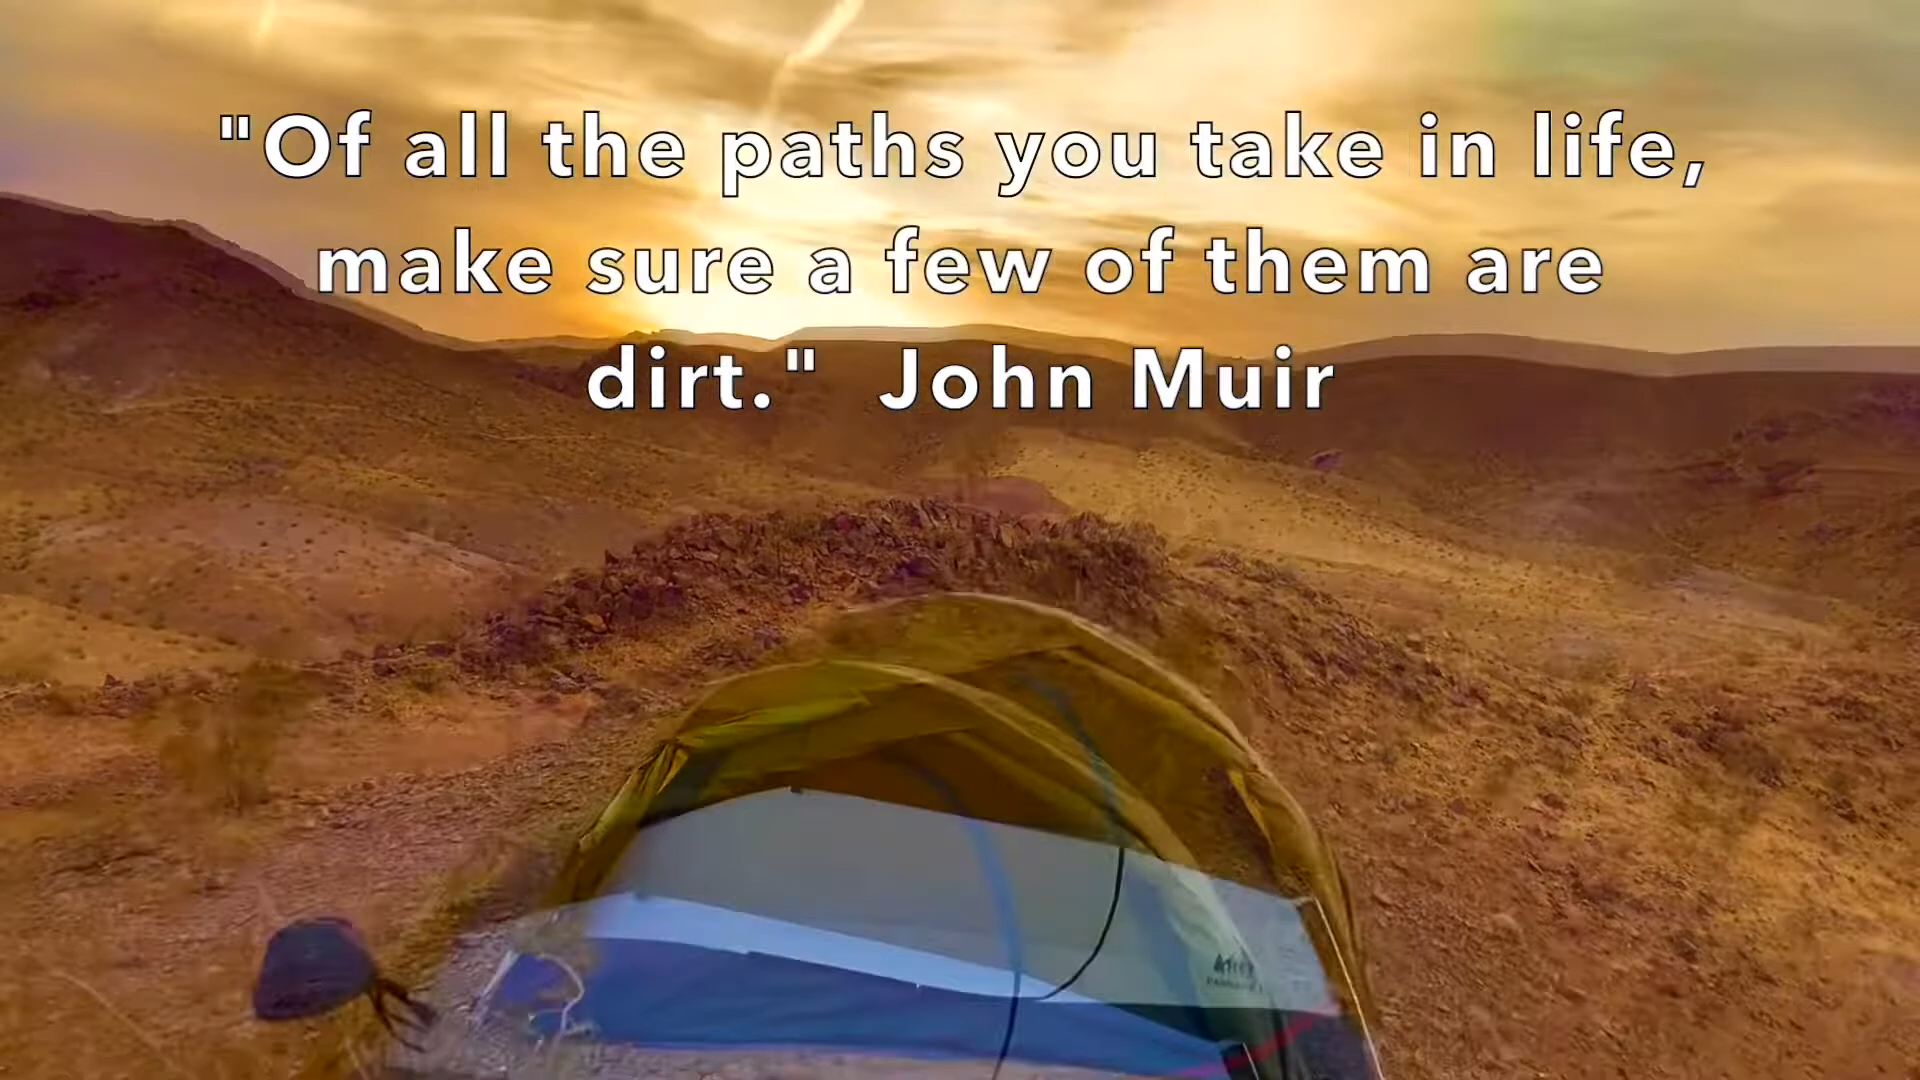 "Of all the paths you take in life,
make sure a few of them are
dirt."  John Muir